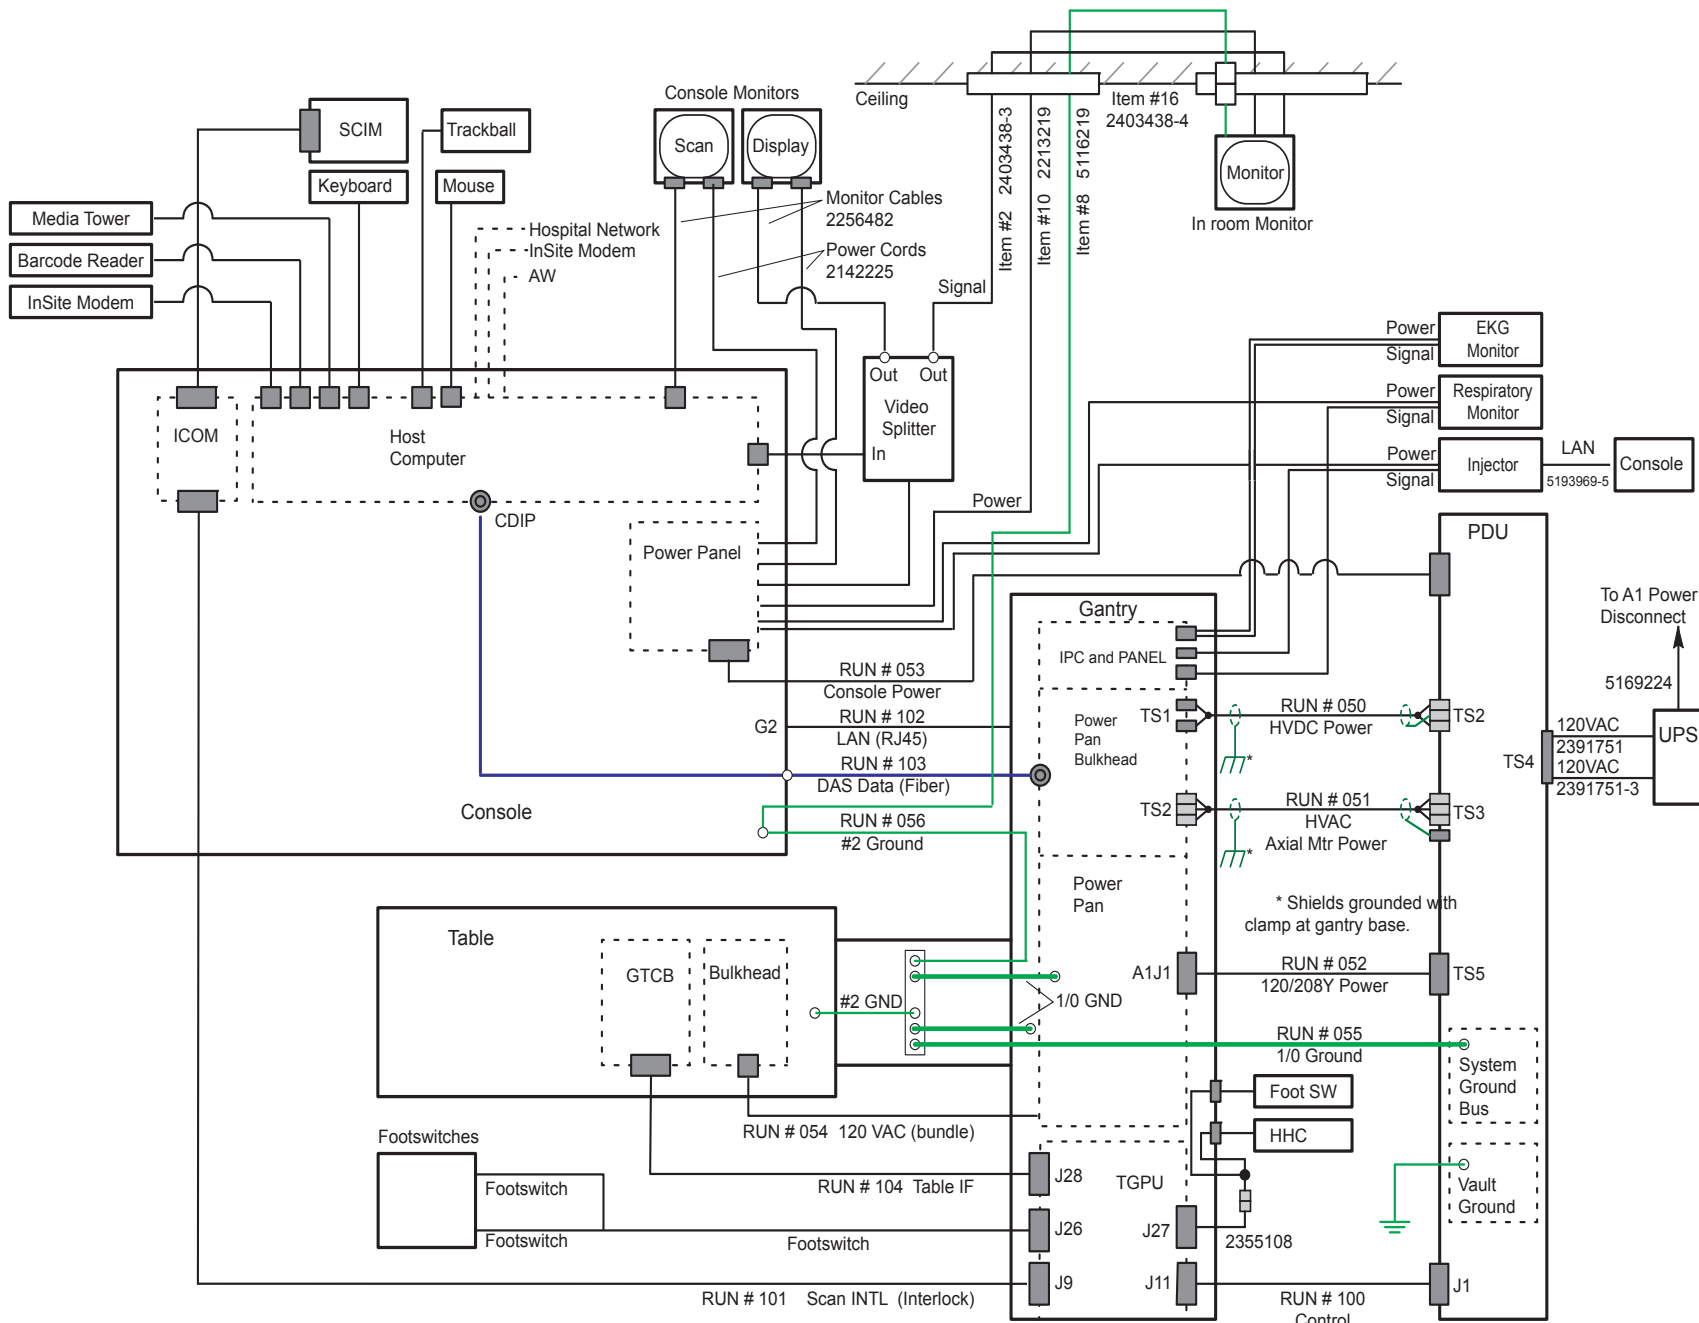 Ceiling
Item #16
2403438-4
Item #2 2403438-3
Item #10 2213219
Item #8 5116219
Monitor
In room Monitor
Console Monitors
Scan
Display
SCIM
Trackball
Keyboard
Mouse
Media Tower
Barcode Reader
InSite Modem
Hospital Network
InSite Modem
AW
Monitor Cables
2256482
Power Cords
2142225
Signal
Out
Out
Video
Splitter
In
Power
ICOM
Host
Computer
CDIP
Power Panel
Power
Signal
EKG
Monitor
Power
Signal
Respiratory
Monitor
Power
Signal
Injector
LAN
5193969-5
Console
PDU
To A1 Power
Disconnect
5169224
UPS
120VAC
2391751
120VAC
2391751-3
TS4
Gantry
IPC and PANEL
RUN # 053
Console Power
G2
RUN # 102
LAN (RJ45)
RUN # 103
DAS Data (Fiber)
RUN # 056
#2 Ground
Console
Power
Pan
Bulkhead
TS1
RUN # 050
HVDC Power
TS2
*
TS2
RUN # 051
HVAC
Axial Mtr Power
TS3
*
* Shields grounded with
clamp at gantry base.
Power
Pan
A1J1
RUN # 052
120/208Y Power
TS5
Table
GTCB
Bulkhead
#2 GND
1/0 GND
RUN # 055
1/0 Ground
System
Ground
Bus
Foot SW
HHC
RUN # 054 120 VAC (bundle)
Footswitches
Footswitch
Footswitch
Footswitch
RUN # 104 Table IF
J28
TGPU
J26
J27
2355108
Vault
Ground
J9
J11
RUN # 101 Scan INTL (Interlock)
RUN # 100
Control
J1